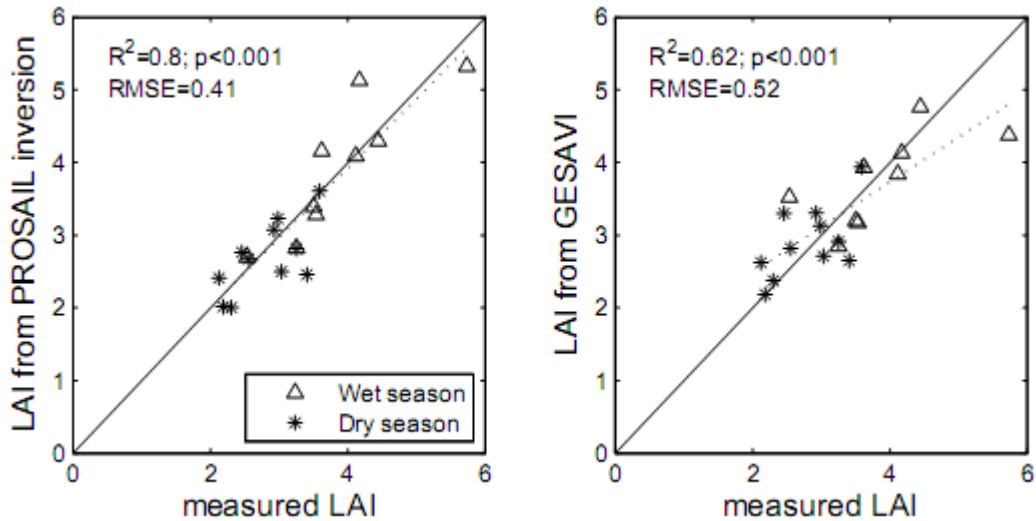 R²=0.8; p<0.001
RMSE=0.41
LAI from PROSAIL inversion
6
5
4
3
2
1
0
Wet season
Dry season
0 2 4 6
measured LAI
R²=0.62; p<0.001
RMSE=0.52
LAI from GESAVI
6
5
4
3
2
1
0
0 2 4 6
measured LAI